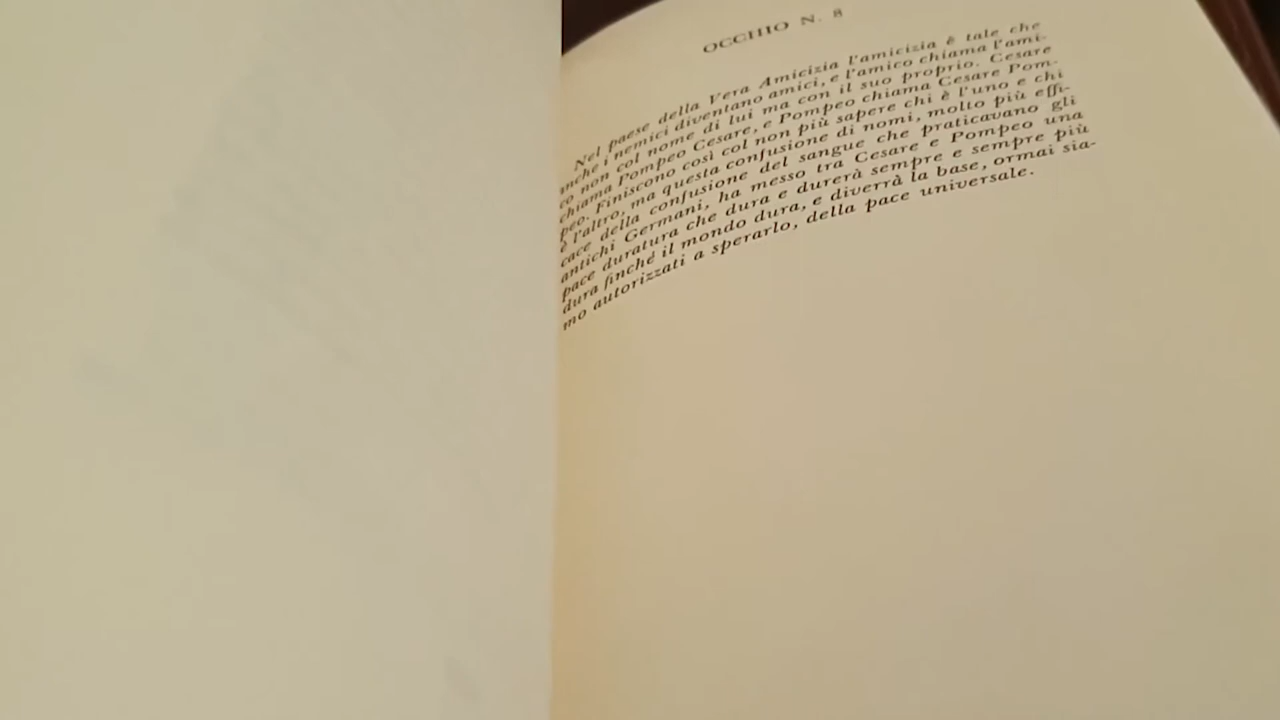 OCCHIO N. 8
Nel paese della Vera Amicizia l'amicizia è tale che
anche i nemici diventano amici, e l'amico chiama l'ami-
co non col nome di lui ma con il suo proprio. Cesare
chiama Pompeo Cesare, e Pompeo chiama Cesare Pom-
peo. Finiscono così col non più sapere chi è l'uno e chi
è l'altro, ma questa confusione di nomi, molto più effi-
cace della confusione del sangue che praticavano gli
antichi Germani, ha messo tra Cesare e Pompeo una
pace duratura che dura e durerà sempre e sempre più
dura finché il mondo dura, e diverrà la base, ormai sia-
mo autorizzati a sperarlo, della pace universale.